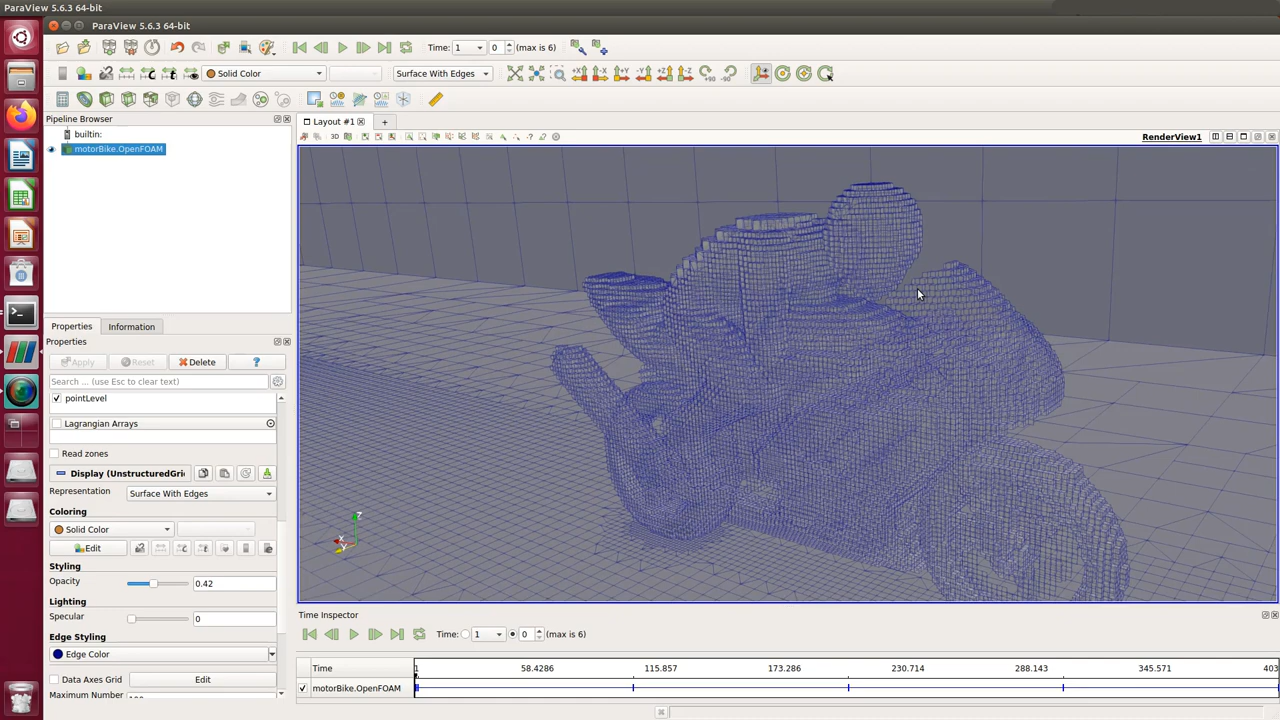 ParaView 5.6.3 64-bit
ParaView 5.6.3 64-bit
Time: 1 0 (max is 6)
Solid Color Surface With Edges +X -X +Y -Y +Z -Z +90 -90
Pipeline Browser
builtin:
motorBike.OpenFOAM
Layout #1 +
3D RenderView1
Properties Information
Properties
Apply Reset Delete ?
Search ... (use Esc to clear text)
pointLevel
Lagrangian Arrays
Read zones
Display (UnstructuredGri
Representation Surface With Edges
Coloring
Solid Color
Edit
Styling
Opacity 0.42
Lighting
Specular 0
Edge Styling
Edge Color
Data Axes Grid Edit
Maximum Number
Z
X
Y
Time Inspector
Time: 1 0 (max is 6)
Time 1 58.4286 115.857 173.286 230.714 288.143 345.571 403
motorBike.OpenFOAM